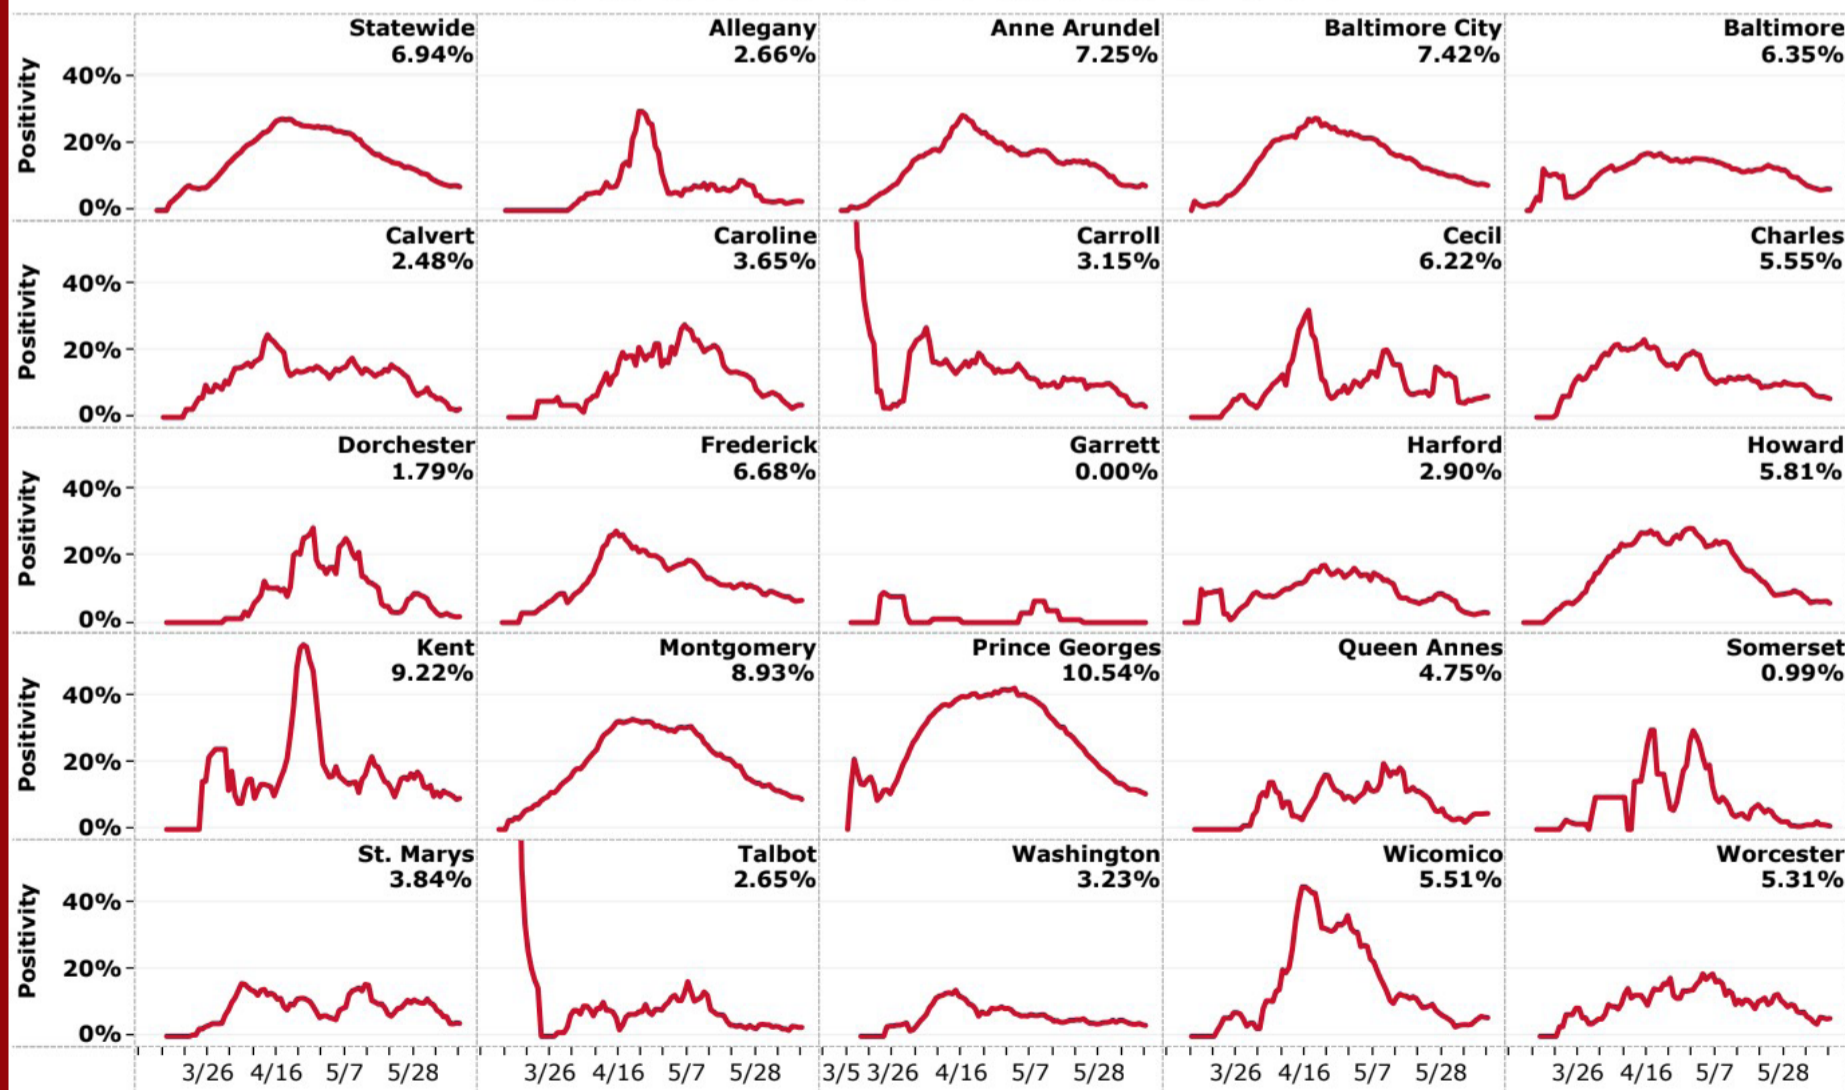 Positivity
40%
20%
0%
Statewide
6.94%
Allegany
2.66%
Anne Arundel
7.25%
Baltimore City
7.42%
Baltimore
6.35%
Positivity
40%
20%
0%
Calvert
2.48%
Caroline
3.65%
Carroll
3.15%
Cecil
6.22%
Charles
5.55%
Positivity
40%
20%
0%
Dorchester
1.79%
Frederick
6.68%
Garrett
0.00%
Harford
2.90%
Howard
5.81%
Positivity
40%
20%
0%
Kent
9.22%
Montgomery
8.93%
Prince Georges
10.54%
Queen Annes
4.75%
Somerset
0.99%
Positivity
40%
20%
0%
St. Marys
3.84%
Talbot
2.65%
Washington
3.23%
Wicomico
5.51%
Worcester
5.31%
3/26 4/16 5/7 5/28
3/26 4/16 5/7 5/28
3/5 3/26 4/16 5/7 5/28
3/26 4/16 5/7 5/28
3/26 4/16 5/7 5/28